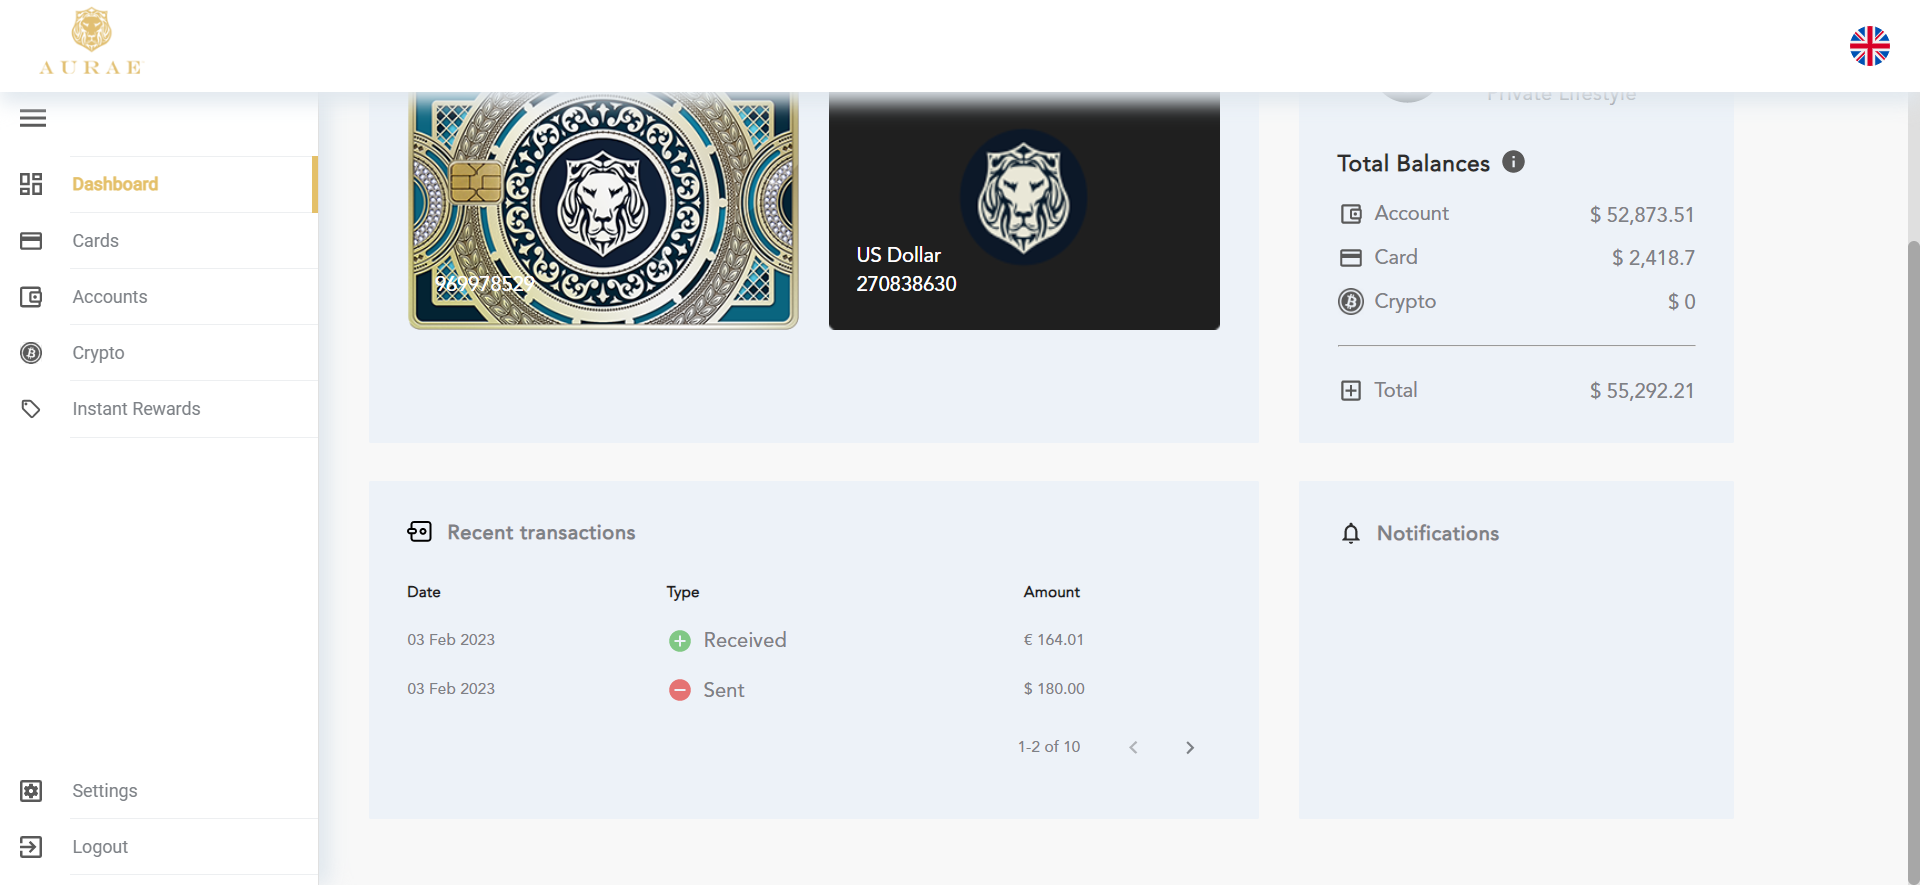 AURAE
Private Lifestyle
Dashboard
Cards
Accounts
Crypto
Instant Rewards
Settings
Logout
969978529
US Dollar
270838630
Total Balances
Account $ 52,873.51
Card $ 2,418.7
Crypto $ 0
Total $ 55,292.21
Recent transactions
Date Type Amount
03 Feb 2023 Received € 164.01
03 Feb 2023 Sent $ 180.00
1-2 of 10
Notifications